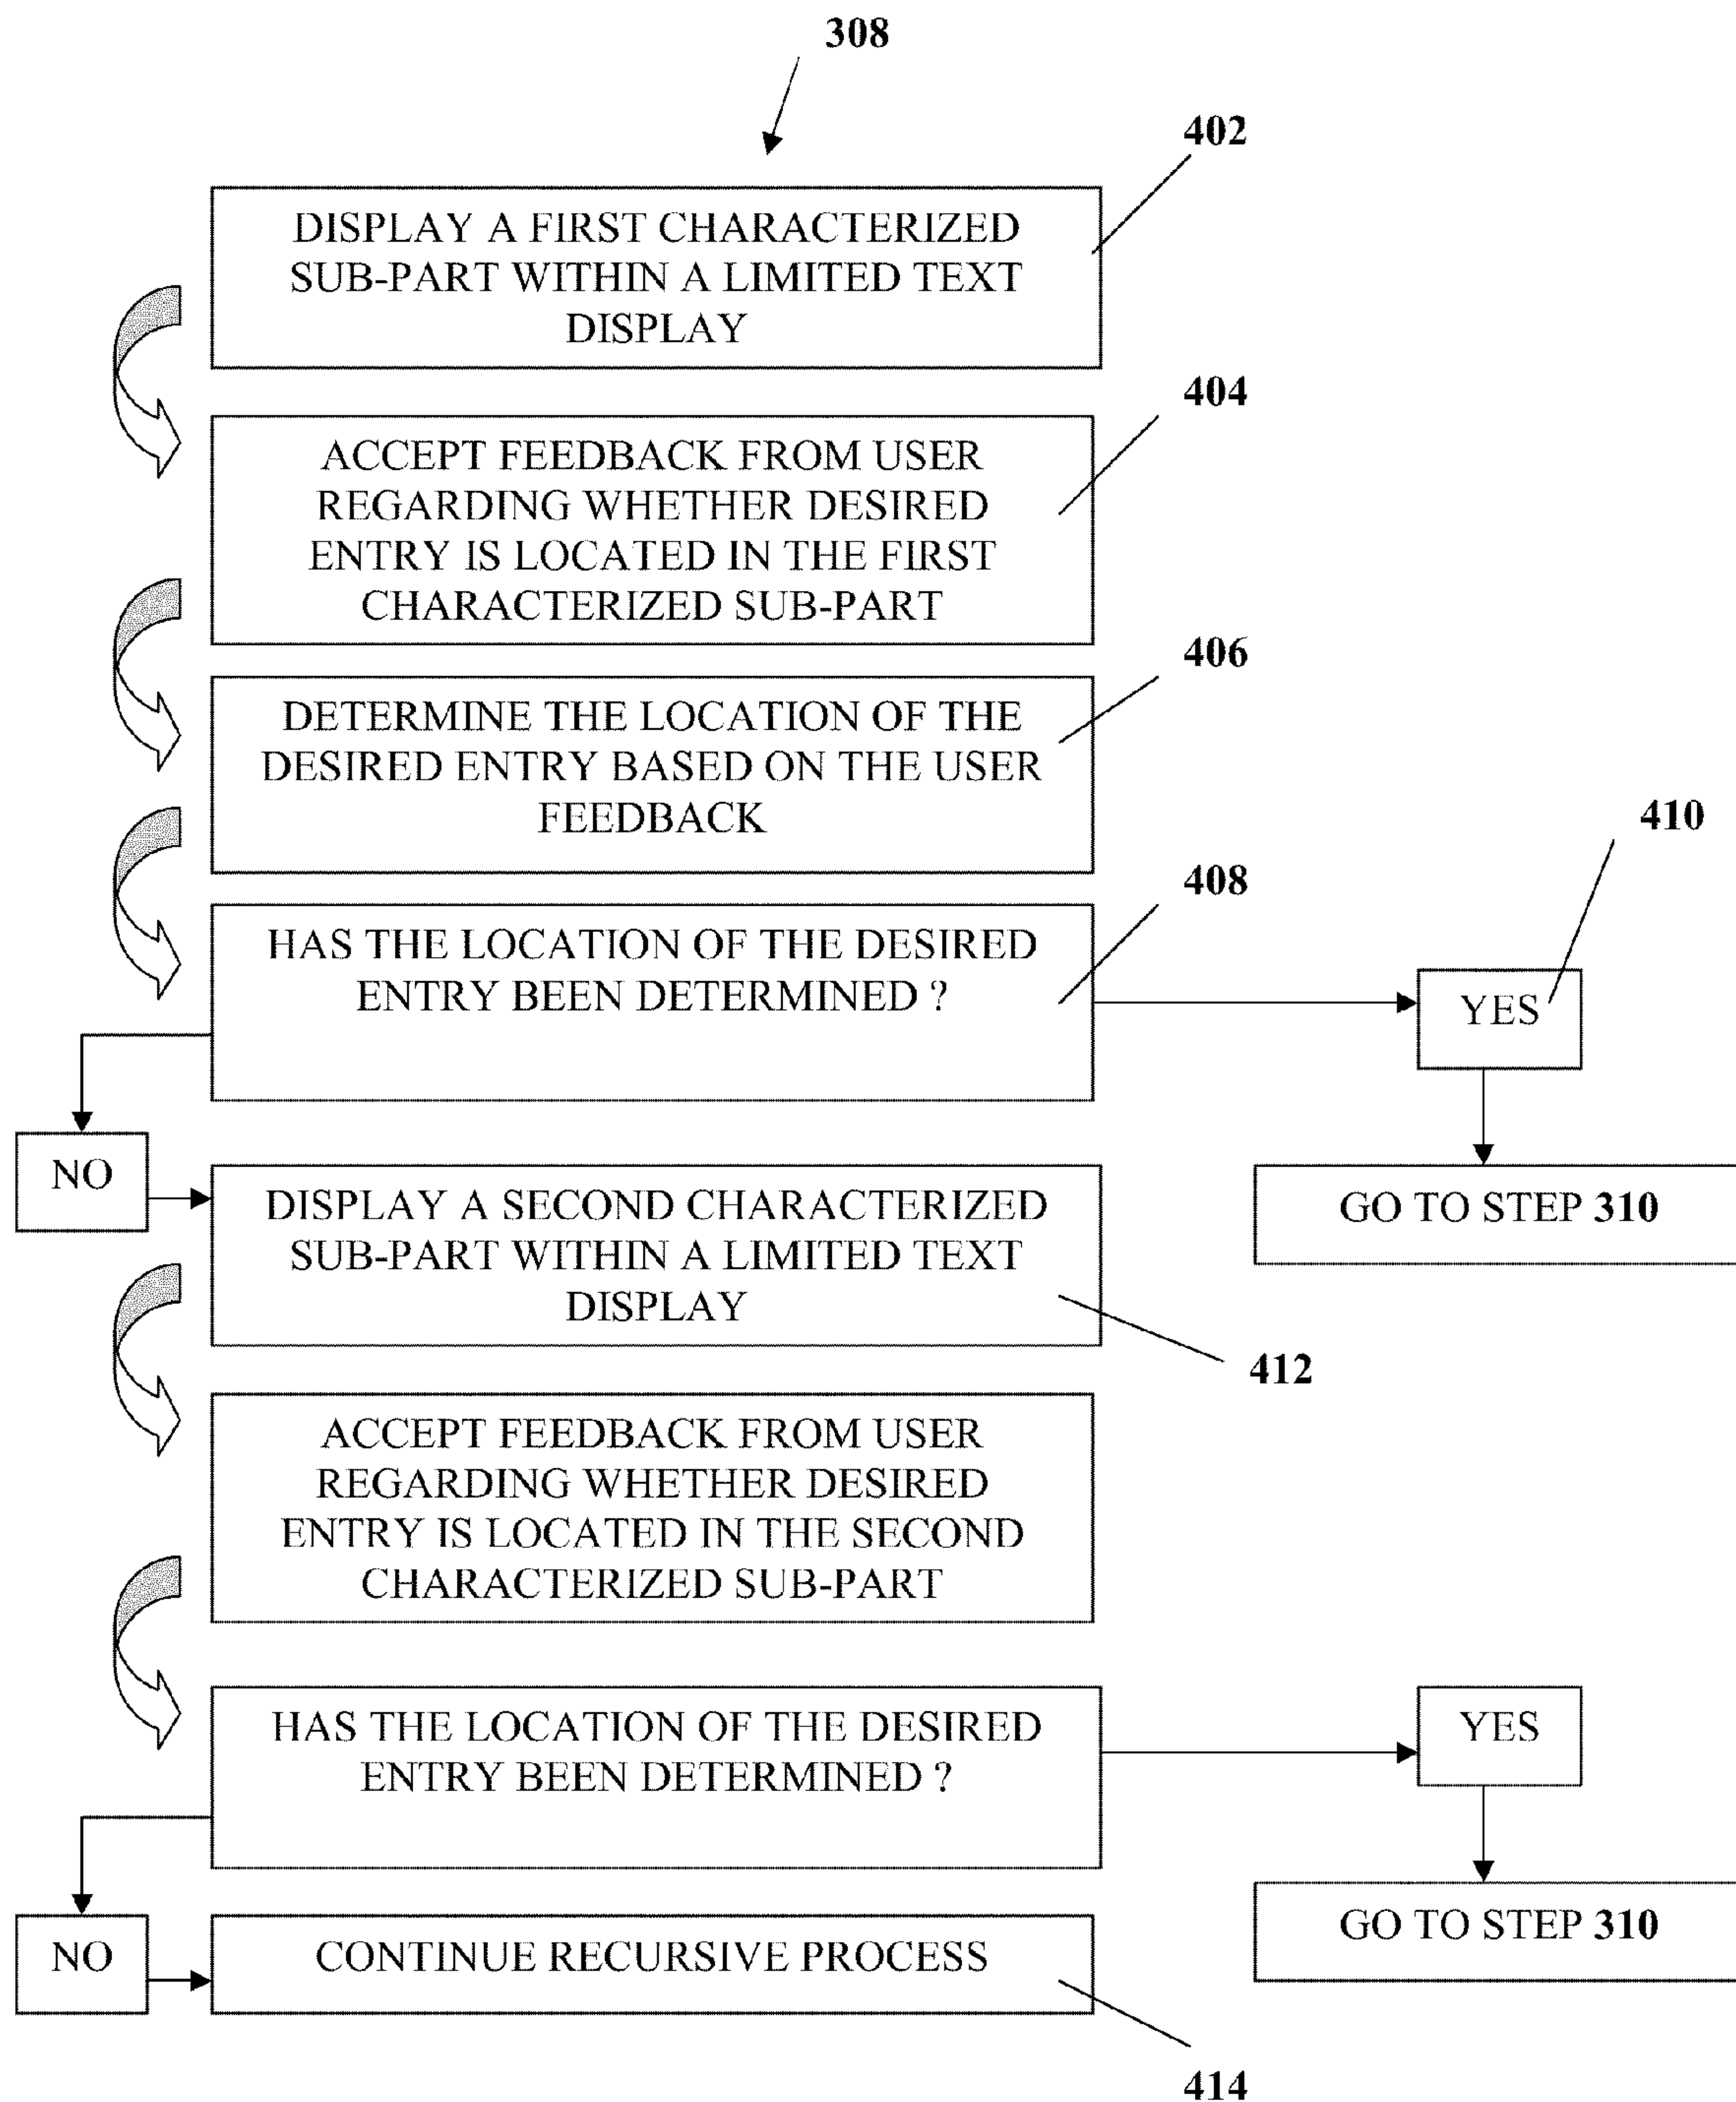 308
402
DISPLAY A FIRST CHARACTERIZED
SUB-PART WITHIN A LIMITED TEXT
DISPLAY
404
ACCEPT FEEDBACK FROM USER
REGARDING WHETHER DESIRED
ENTRY IS LOCATED IN THE FIRST
CHARACTERIZED SUB-PART
406
DETERMINE THE LOCATION OF THE
DESIRED ENTRY BASED ON THE USER
FEEDBACK
410
408
HAS THE LOCATION OF THE DESIRED
ENTRY BEEN DETERMINED ?
YES
NO
GO TO STEP 310
DISPLAY A SECOND CHARACTERIZED
SUB-PART WITHIN A LIMITED TEXT
DISPLAY
412
ACCEPT FEEDBACK FROM USER
REGARDING WHETHER DESIRED
ENTRY IS LOCATED IN THE SECOND
CHARACTERIZED SUB-PART
HAS THE LOCATION OF THE DESIRED
ENTRY BEEN DETERMINED ?
YES
GO TO STEP 310
NO
CONTINUE RECURSIVE PROCESS
414